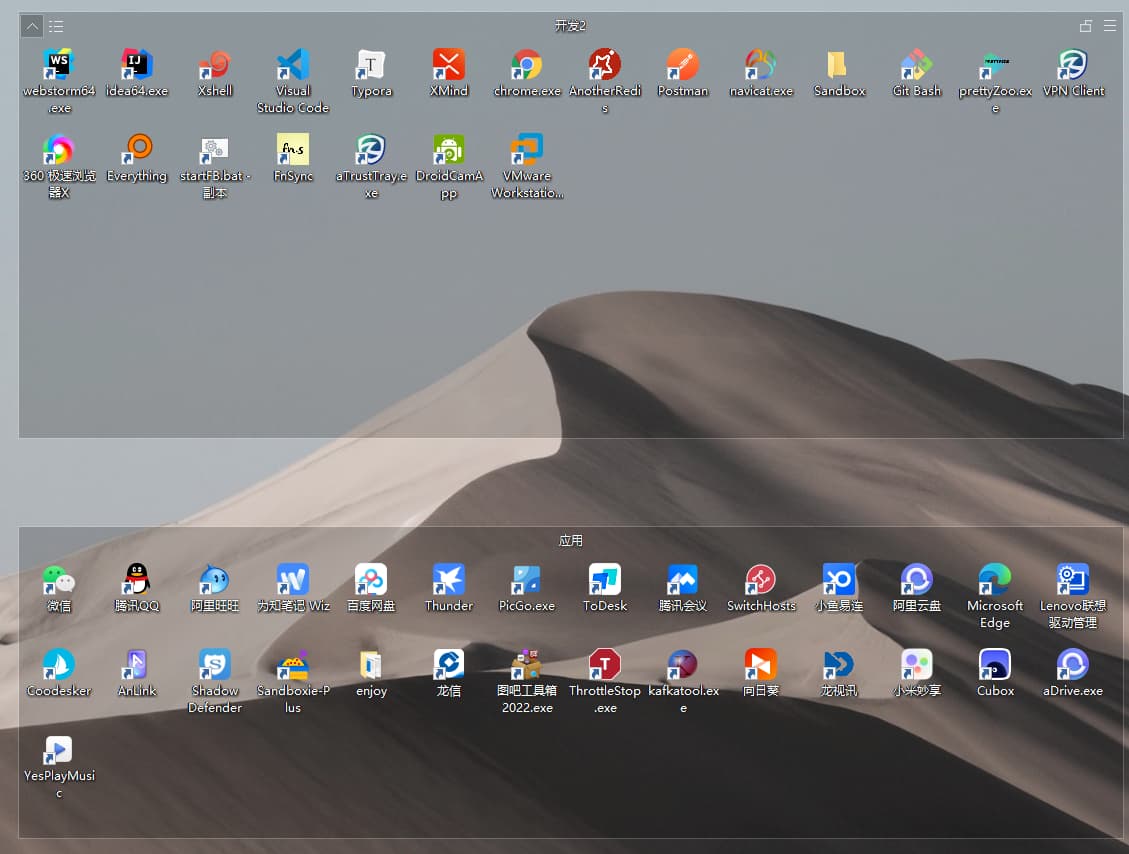 开发2
WS
IJ
T
fn.s
PRETTYZOO
webstorm64.exe
idea64.exe
Xshell
Visual Studio Code
Typora
XMind
chrome.exe
AnotherRedis
Postman
navicat.exe
Sandbox
Git Bash
prettyZoo.exe
VPN Client
360 极速浏览器X
Everything
startFB.bat - 副本
FnSync
aTrustTray.exe
DroidCamApp
VMware Workstatio...
应用
微信
腾讯QQ
阿里旺旺
为知笔记 Wiz
百度网盘
Thunder
PicGo.exe
ToDesk
腾讯会议
SwitchHosts
小鱼易连
阿里云盘
Microsoft Edge
Lenovo联想驱动管理
Coodesker
AnLink
Shadow Defender
Sandboxie-Plus
enjoy
龙信
图吧工具箱2022.exe
T
ThrottleStop.exe
kafkatool.exe
向日葵
龙视讯
小米妙享
Cubox
aDrive.exe
YesPlayMusic